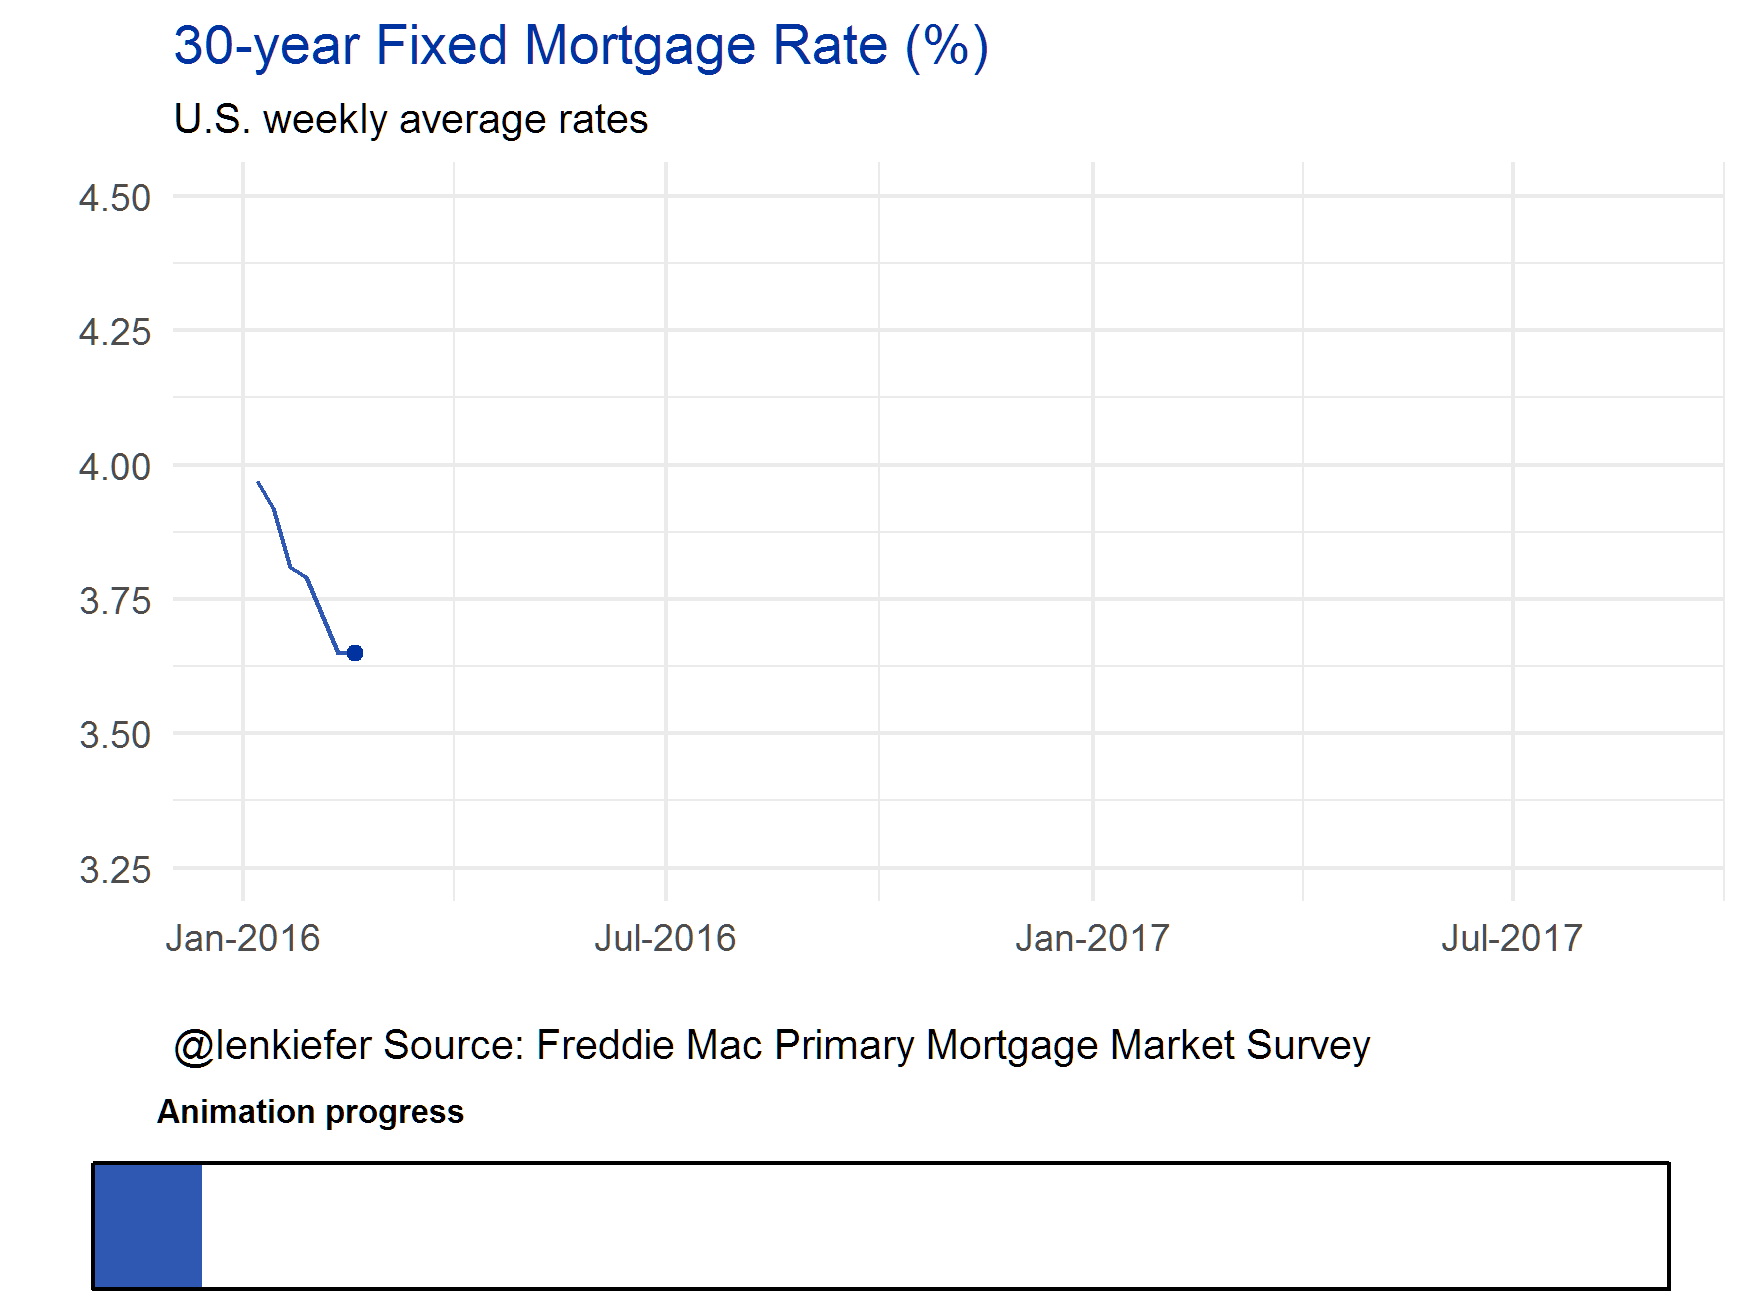 30-year Fixed Mortgage Rate (%)
U.S. weekly average rates
4.50
4.25
4.00
3.75
3.50
3.25
Jan-2016 Jul-2016 Jan-2017 Jul-2017
@lenkiefer Source: Freddie Mac Primary Mortgage Market Survey
Animation progress